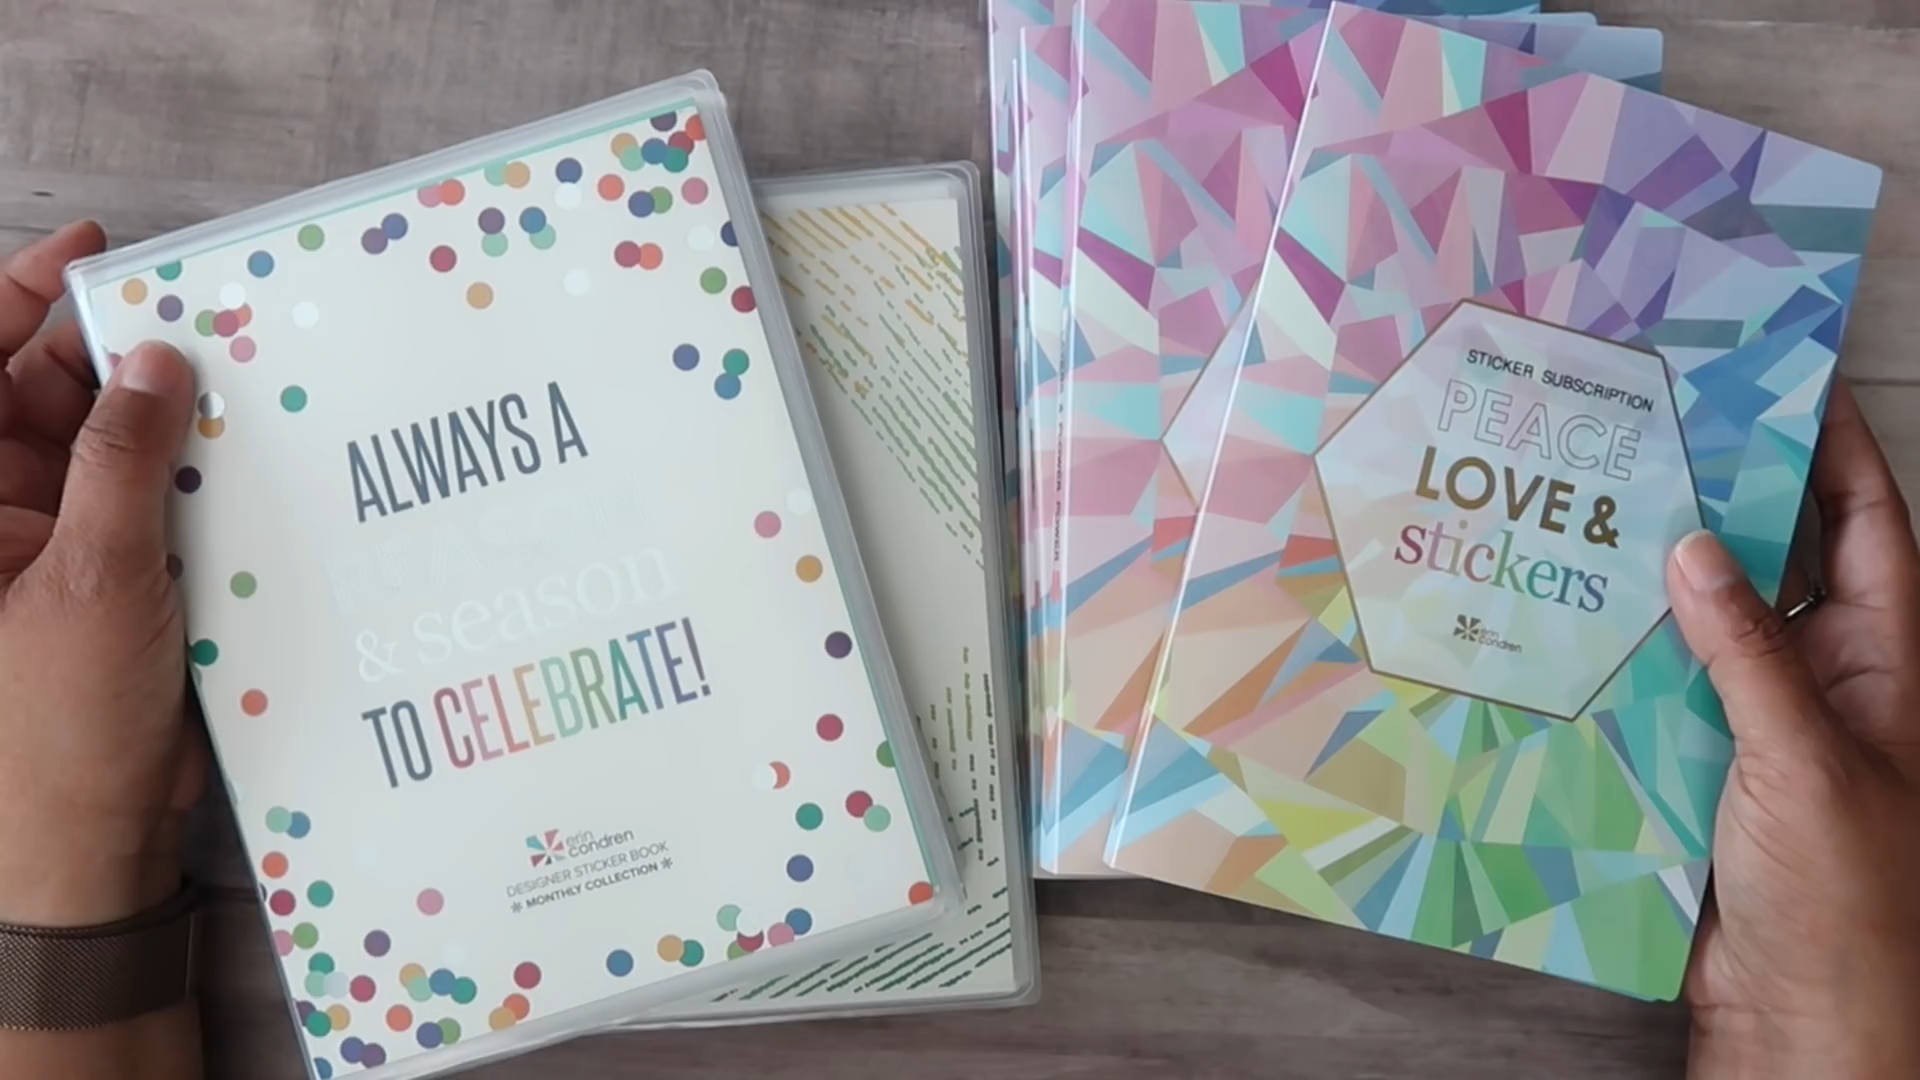 ALWAYS A
REASON
& season
TO CELEBRATE!
erin
condren
DESIGNER STICKER BOOK
* MONTHLY COLLECTION *
STICKER SUBSCRIPTION
PEACE
LOVE &
stickers
erin
condren